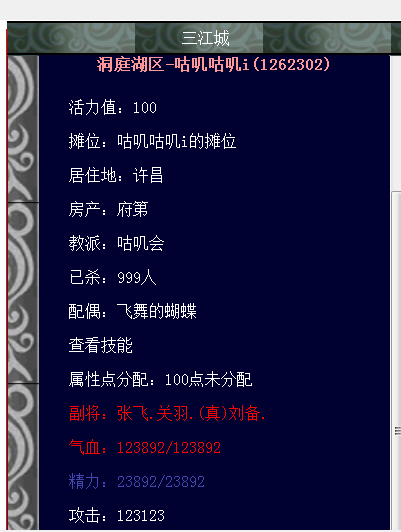 三江城
洞庭湖区-咕叽咕叽i(1262302)
活力值：100
摊位：咕叽咕叽i的摊位
居住地：许昌
房产：府第
教派：咕叽会
已杀：999人
配偶：飞舞的蝴蝶
查看技能
属性点分配：100点未分配
副将：张飞,关羽,(真)刘备,
气血：123892/123892
精力：23892/23892
攻击：123123